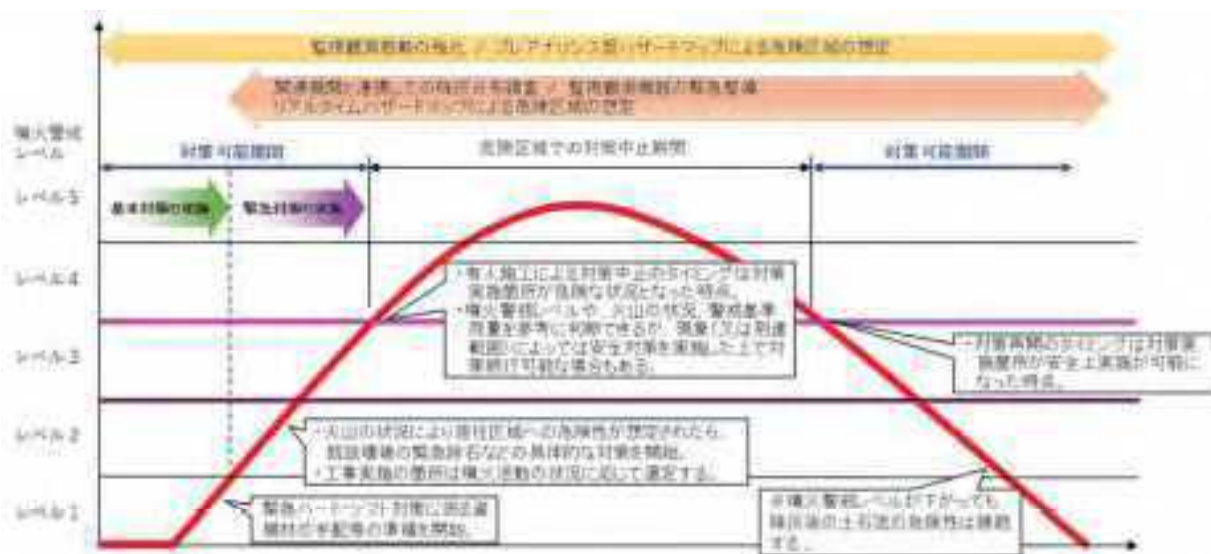 監視観測態勢の強化 / プレアナリシス型ハザードマップによる危険区域の想定
関連機関と連携しての降灰分布調査 / 監視観測機器の緊急整備
リアルタイムハザードマップによる危険区域の想定
噴火警戒
レベル
対策可能期間
危険区域での対策中止期間
対策可能期間
レベル5
基本対策の実施
緊急対策の実施
レベル4
・有人施工による対策中止のタイミングは対策
実施箇所が危険な状況となった時点。
・噴火警戒レベルや、火山の状況、警戒基準
雨量を参考に判断できるが、現象(又は到達
範囲)によっては安全対策を実施した上で対
策続行可能な場合もある。
レベル3
・対策再開のタイミングは対策実
施箇所が安全上実施が可能に
なった時点。
レベル2
・火山の状況により居住区域への危険性が想定されたら、
既設堰堤の緊急除石などの具体的な対策を開始。
・工事実施の箇所は噴火活動の状況に応じて選定する。
レベル1
緊急ハード・ソフト対策に
機材の手配等の準備を開始。
※噴火警戒レベルが下がっても
降灰後の土石流の危険性は継続
する。